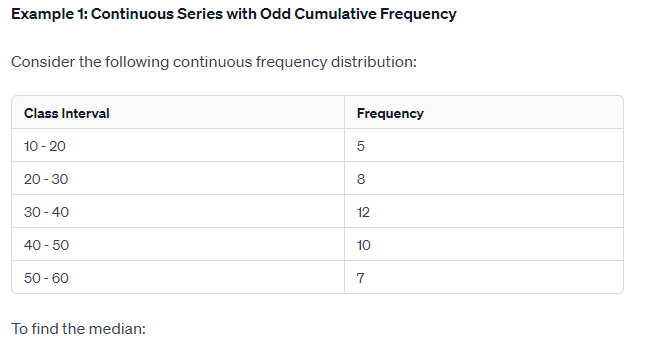 Example 1: Continuous Series with Odd Cumulative Frequency
Consider the following continuous frequency distribution:
Class Interval Frequency
10 - 20 5
20 - 30 8
30 - 40 12
40 - 50 10
50 - 60 7
To find the median: